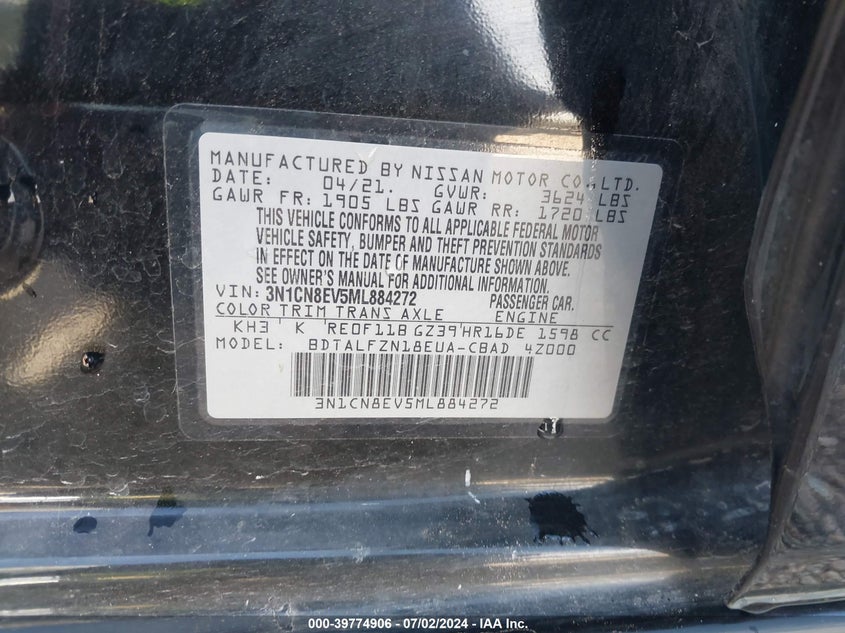 MANUFACTURED BY NISSAN MOTOR CO.,LTD.
DATE: 04/21. GVWR: 3624 LBS
GAWR FR: 1905 LBS GAWR RR: 1720 LBS
THIS VEHICLE CONFORMS TO ALL APPLICABLE FEDERAL MOTOR
VEHICLE SAFETY, BUMPER AND THEFT PREVENTION STANDARDS
IN EFFECT ON THE DATE OF MANUFACTURE SHOWN ABOVE.
SEE OWNER'S MANUAL FOR ADDITIONAL INFORMATION.
VIN: 3N1CN8EV5ML884272 PASSENGER CAR.
COLOR TRIM TRANS AXLE ENGINE
KH3 K RE0F11B GZ39 HR16DE 1598 CC
MODEL: BDTALFZN18EUA-CBAD 4Z000
3N1CN8EV5ML884272
000-39774906 / 07/02/2024 - IAA Inc.